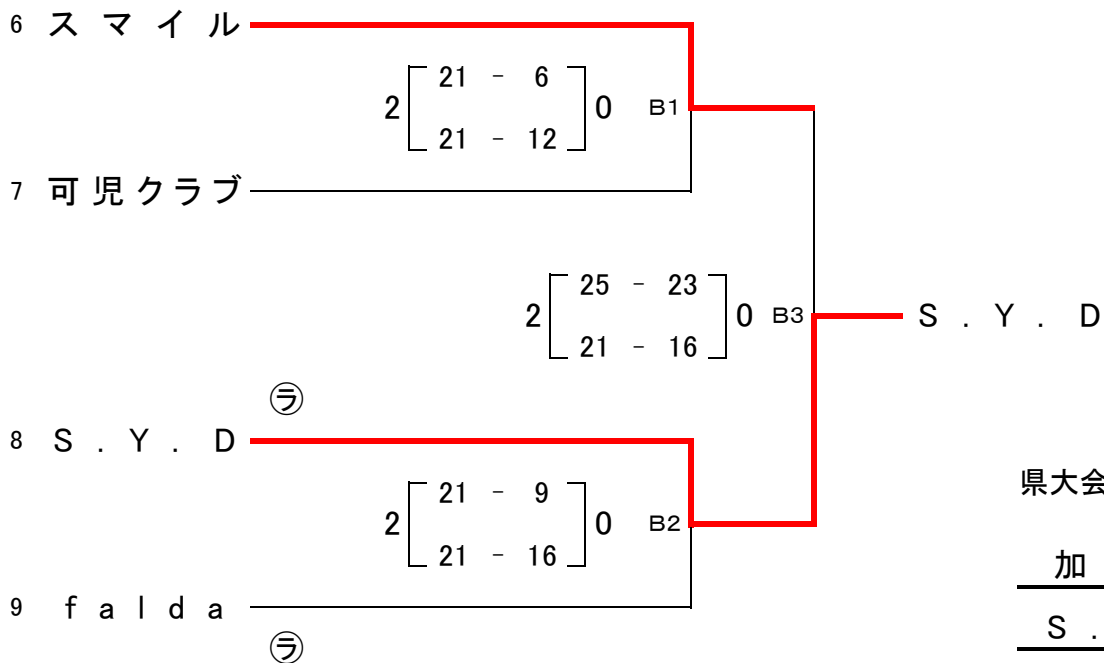 6 スマイル
2 [ 21 - 6 ] 0 B1
21 - 12
7 可児クラブ
2 [ 25 - 23 ] 0 B3 S.Y.D
21 - 16
㋶
8 S.Y.D
県大会
2 [ 21 - 9 ] 0 B2
21 - 16
加
9 falda
S.
㋶